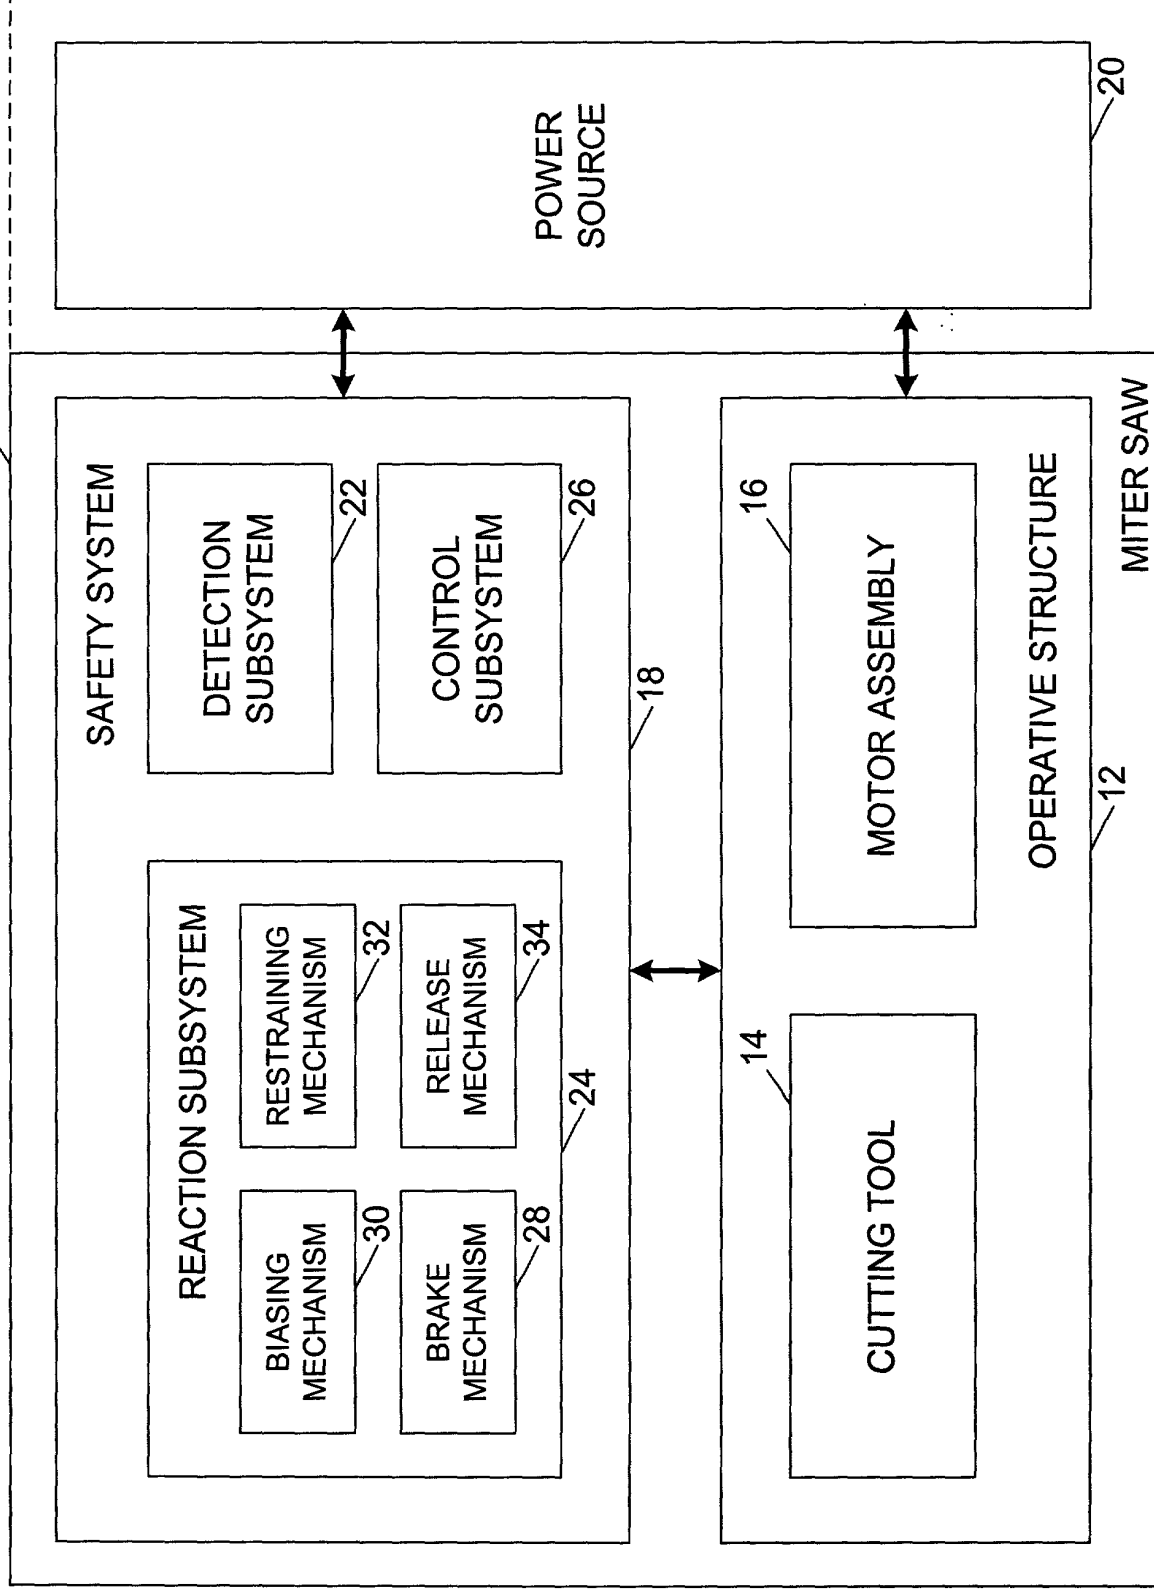 SAFETY SYSTEM
REACTION SUBSYSTEM
BIASING
MECHANISM
30
RESTRAINING
MECHANISM
32
BRAKE
MECHANISM
28
RELEASE
MECHANISM
34
24
DETECTION
SUBSYSTEM
22
CONTROL
SUBSYSTEM
26
18
POWER
SOURCE
20
14
CUTTING TOOL
16
MOTOR ASSEMBLY
OPERATIVE STRUCTURE
12
MITER SAW